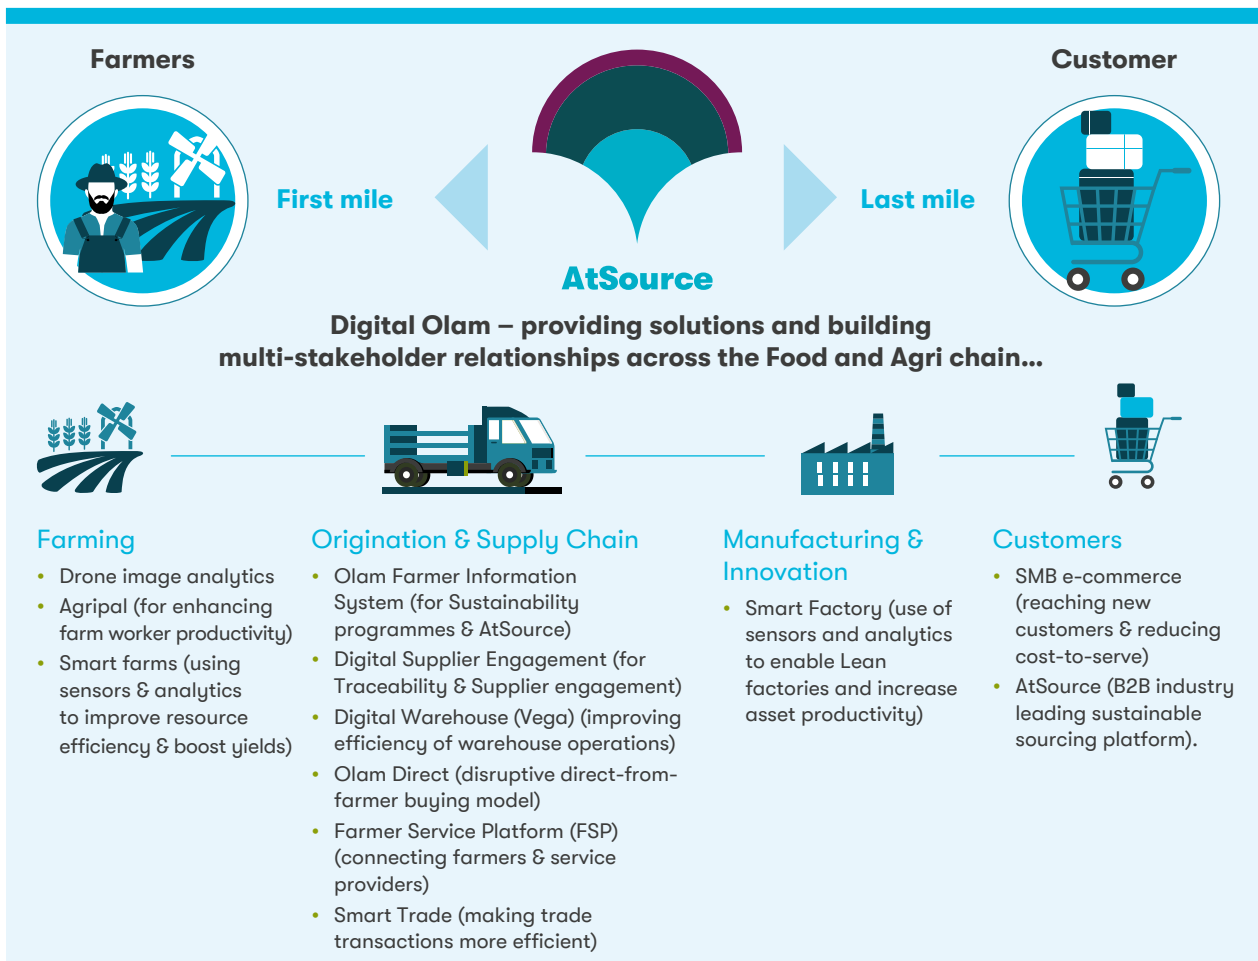 Farmers
Customer
First mile
Last mile
AtSource
Digital Olam – providing solutions and building
multi-stakeholder relationships across the Food and Agri chain...
Farming
• Drone image analytics
• Agripal (for enhancing
farm worker productivity)
• Smart farms (using
sensors & analytics
to improve resource
efficiency & boost yields)
Origination & Supply Chain
• Olam Farmer Information
System (for Sustainability
programmes & AtSource)
• Digital Supplier Engagement (for
Traceability & Supplier engagement)
• Digital Warehouse (Vega) (improving
efficiency of warehouse operations)
• Olam Direct (disruptive direct-from-
farmer buying model)
• Farmer Service Platform (FSP)
(connecting farmers & service
providers)
• Smart Trade (making trade
transactions more efficient)
Manufacturing &
Innovation
• Smart Factory (use of
sensors and analytics
to enable Lean
factories and increase
asset productivity)
Customers
• SMB e-commerce
(reaching new
customers & reducing
cost-to-serve)
• AtSource (B2B industry
leading sustainable
sourcing platform).